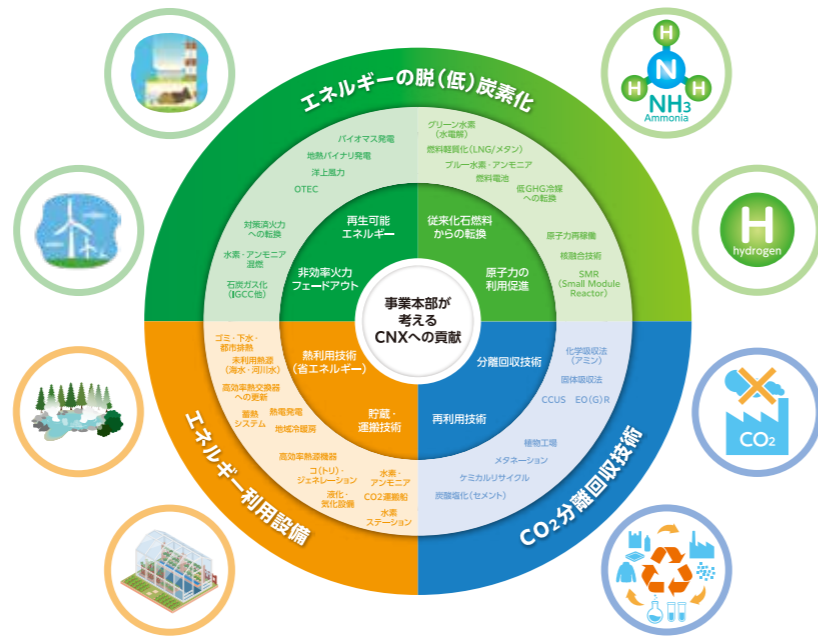 エネルギーの脱(低)炭素化
バイオマス発電
地熱バイナリ発電
洋上風力
OTEC
対策済火力
への転換
水素・アンモニア
混焼
石炭ガス化
(IGCC他)
再生可能
エネルギー
非効率火力
フェードアウト
グリーン水素
(水電解)
燃料軽質化(LNG/メタン)
ブルー水素・アンモニア
燃料電池
低GHG冷媒
への転換
原子力再稼働
核融合技術
SMR
(Small Module
Reactor)
従来化石燃料
からの転換
原子力の
利用促進
事業本部が
考える
CNXへの貢献
熱利用技術
(省エネルギー)
貯蔵・
運搬技術
ゴミ・下水・
都市排熱
未利用熱源
(海水・河川水)
高効率熱交換器
への更新
蓄熱
システム
熱電発電
地域冷暖房
高効率熱源機器
コ(トリ)・
ジェネレーション
液化・
気化設備
水素・
アンモニア
CO2運搬船
水素
ステーション
エネルギー利用設備
分離回収技術
再利用技術
化学吸収法
(アミン)
固体吸収法
CCUS EO(G)R
植物工場
メタネーション
ケミカルリサイクル
炭酸塩化(セメント)
CO₂分離回収技術
H
N
H
H
NH₃
Ammonia
H
hydrogen
CO₂